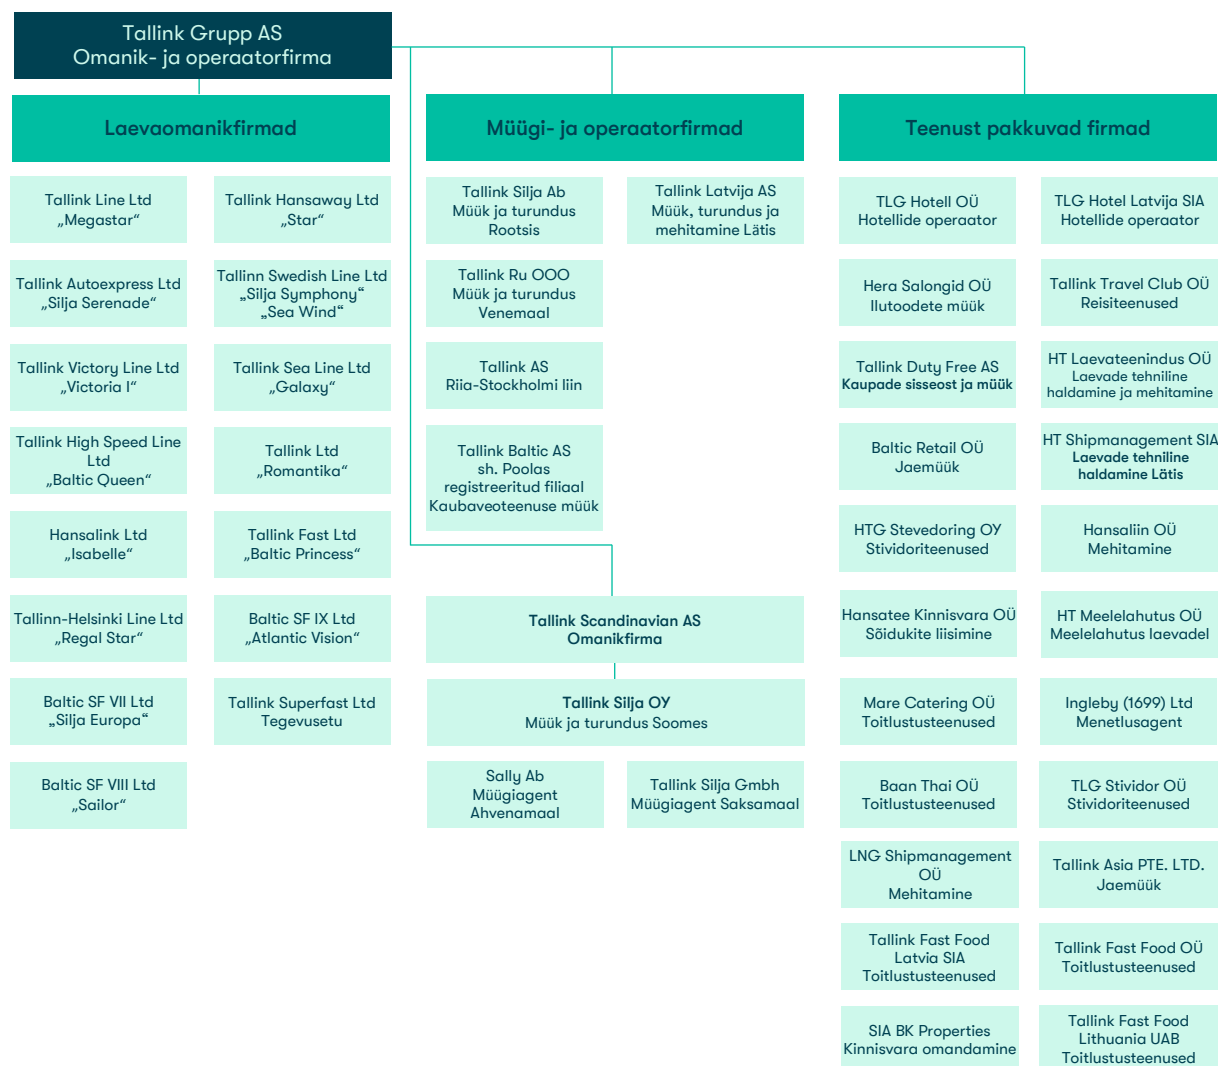 Tallink Grupp AS
Omanik- ja operaatorfirma
Laevaomanikfirmad
Tallink Line Ltd
„Megastar“
Tallink Hansaway Ltd
„Star“
Tallink Autoexpress Ltd
„Silja Serenade“
Tallinn Swedish Line Ltd
„Silja Symphony“
„Sea Wind“
Tallink Victory Line Ltd
„Victoria I“
Tallink Sea Line Ltd
„Galaxy“
Tallink High Speed Line
Ltd
„Baltic Queen“
Tallink Ltd
„Romantika“
Hansalink Ltd
„Isabelle“
Tallink Fast Ltd
„Baltic Princess“
Tallinn-Helsinki Line Ltd
„Regal Star“
Baltic SF IX Ltd
„Atlantic Vision“
Baltic SF VII Ltd
„Silja Europa“
Tallink Superfast Ltd
Tegevusetu
Baltic SF VIII Ltd
„Sailor“
Müügi- ja operaatorfirmad
Tallink Silja Ab
Müük ja turundus
Rootsis
Tallink Latvija AS
Müük, turundus ja
mehitamine Lätis
Tallink Ru OOO
Müük ja turundus
Venemaal
Tallink AS
Riia-Stockholmi liin
Tallink Baltic AS
sh. Poolas
registreeritud filiaal
Kaubaveoteenuse müük
Tallink Scandinavian AS
Omanikfirma
Tallink Silja OY
Müük ja turundus Soomes
Sally Ab
Müügiagent
Ahvenamaal
Tallink Silja Gmbh
Müügiagent Saksamaal
Teenust pakkuvad firmad
TLG Hotell OÜ
Hotellide operaator
TLG Hotel Latvija SIA
Hotellide operaator
Hera Salongid OÜ
Ilutoodete müük
Tallink Travel Club OÜ
Reisiteenused
Tallink Duty Free AS
Kaupade sisseost ja müük
HT Laevateenindus OÜ
Laevade tehniline
haldamine ja mehitamine
Baltic Retail OÜ
Jaemüük
HT Shipmanagement SIA
Laevade tehniline
haldamine Lätis
HTG Stevedoring OY
Stividoriteenused
Hansaliin OÜ
Mehitamine
Hansatee Kinnisvara OÜ
Sõidukite liisimine
HT Meelelahutus OÜ
Meelelahutus laevadel
Mare Catering OÜ
Toitlustusteenused
Ingleby (1699) Ltd
Menetlusagent
Baan Thai OÜ
Toitlustusteenused
TLG Stividor OÜ
Stividoriteenused
LNG Shipmanagement
OÜ
Mehitamine
Tallink Asia PTE. LTD.
Jaemüük
Tallink Fast Food
Latvia SIA
Toitlustusteenused
Tallink Fast Food OÜ
Toitlustusteenused
SIA BK Properties
Kinnisvara omandamine
Tallink Fast Food
Lithuania UAB
Toitlustusteenused